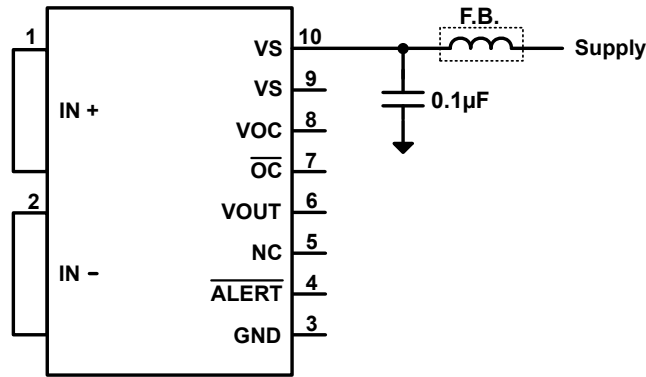 F.B.
1
VS 10
Supply
VS 9
IN +
0.1µF
VOC 8
OC 7
2
VOUT 6
NC 5
IN −
ALERT 4
GND 3